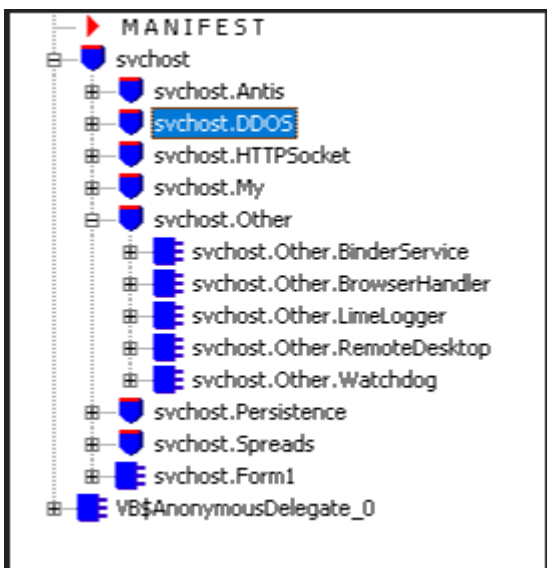 MANIFEST
svchost
svchost.Antis
svchost.DDOS
svchost.HTTPSocket
svchost.My
svchost.Other
svchost.Other.BinderService
svchost.Other.BrowserHandler
svchost.Other.LimeLogger
svchost.Other.RemoteDesktop
svchost.Other.Watchdog
svchost.Persistence
svchost.Spreads
svchost.Form1
VB$AnonymousDelegate_0